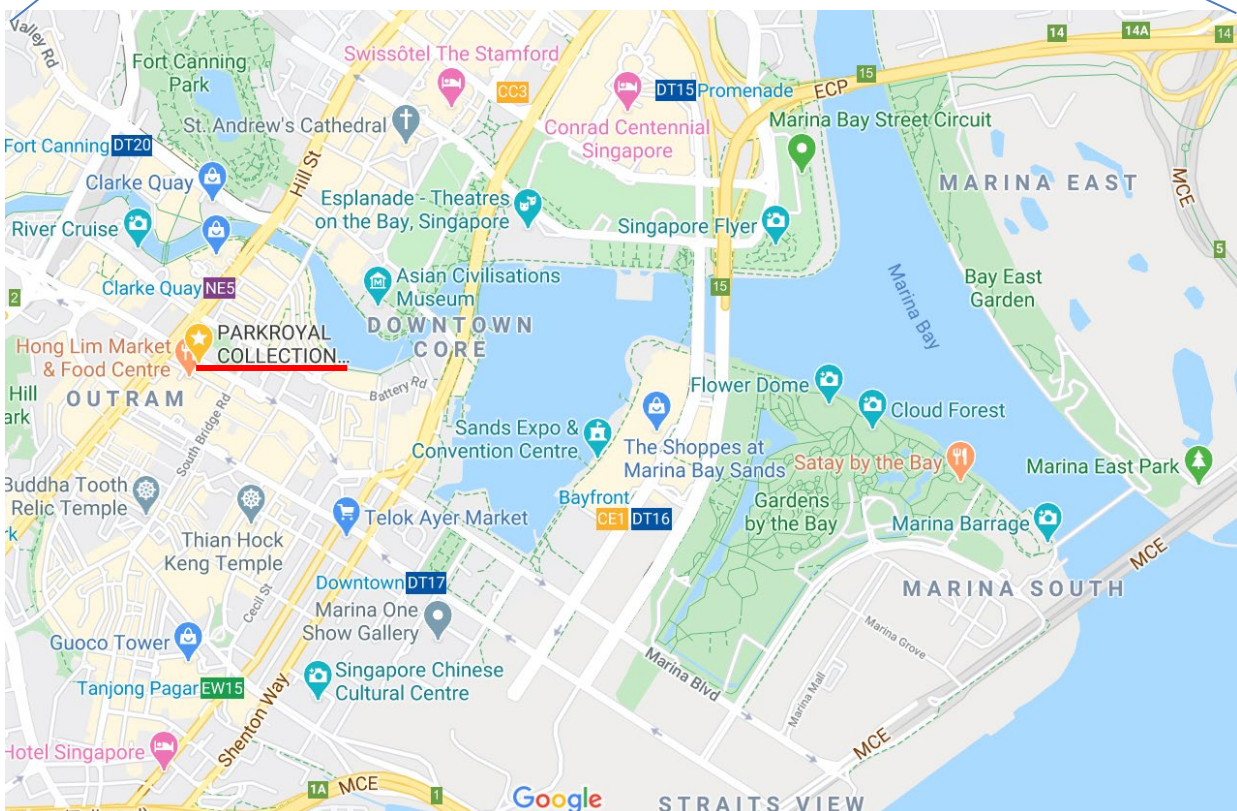 Valley Rd
Fort Canning
Park
Swissôtel The Stamford
CC3
DT15 Promenade
14
14A
14
15
ECP
St. Andrew's Cathedral
Conrad Centennial
Singapore
Marina Bay Street Circuit
Fort Canning DT20
Hill St
MARINA EAST
MCE
Clarke Quay
Esplanade - Theatres
on the Bay, Singapore
River Cruise
Singapore Flyer
5
Clarke Quay NE5
Asian Civilisations
Museum
15
Marina Bay
Bay East
Garden
2
PARKROYAL
COLLECTION...
DOWNTOWN
CORE
Hong Lim Market
& Food Centre
Battery Rd
Flower Dome
Hill
ark
OUTRAM
Cloud Forest
South Bridge Rd
Sands Expo &
Convention Centre
The Shoppes at
Marina Bay Sands
Satay by the Bay
Marina East Park
Buddha Tooth
Relic Temple
Bayfront
CE1 DT16
Gardens
by the Bay
Telok Ayer Market
Marina Barrage
rk
Thian Hock
Keng Temple
MCE
Downtown DT17
MARINA SOUTH
Cecil St
Marina One
Show Gallery
Guoco Tower
Marina Grove
Marina Blvd
Singapore Chinese
Cultural Centre
Tanjong Pagar EW15
Marina Mall
Shenton Way
Hotel Singapore
MCE
1A
MCE
1
Google
STRAITS VIEW